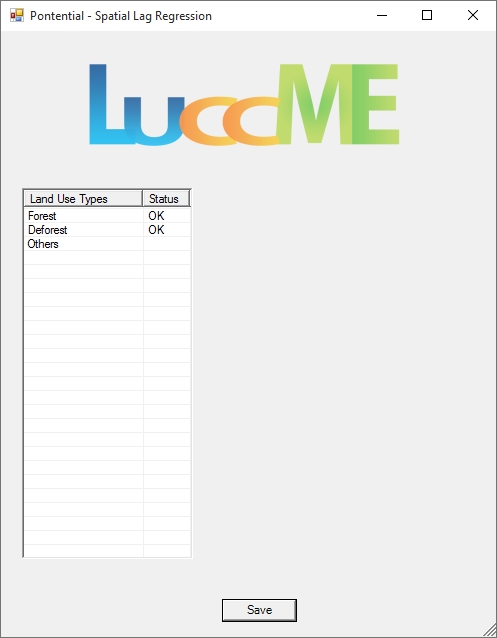 Pontential - Spatial Lag Regression
LuccME
Land Use Types Status
Forest OK
Deforest OK
Others
Save